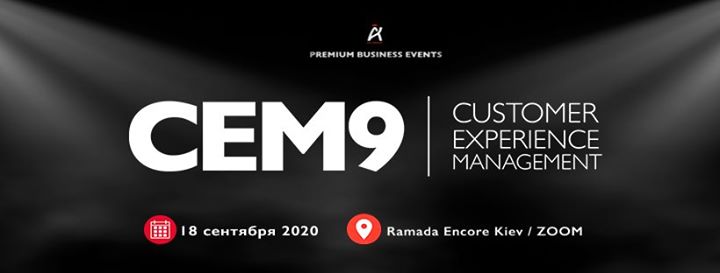 PREMIUM BUSINESS EVENTS
CEM9
CUSTOMER
EXPERIENCE
MANAGEMENT
18 сентября 2020
Ramada Encore Kiev / ZOOM